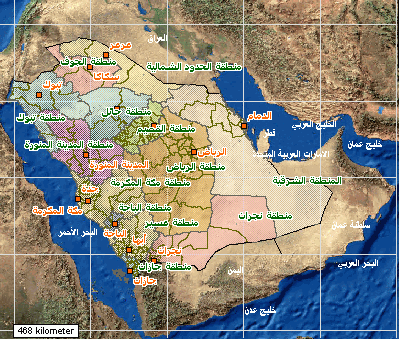 عرعر
العراق
منطقة الجوف
منطقة الحدود الشمالية
سكاكا
تبوك
منطقة حائل
الدمام
الخليج العربي
منطقة تبوك
منطقة القصيم
قطر
خليج عمان
منطقة المدينة المنورة
الرياض
الامارات العربية المتحدة
المدينة المنورة
منطقة الرياض
منطقة مكة المكرمة
المنطقة الشرقية
جدة
مكة المكرمة
منطقة الباحة
منطقة نجران
منطقة عسير
سلطنة عمان
البحر الأحمر
الباحة
أبها
نجران
البحر العربي
منطقة جازان
اليمن
جازان
خليج عدن
468 kilometer